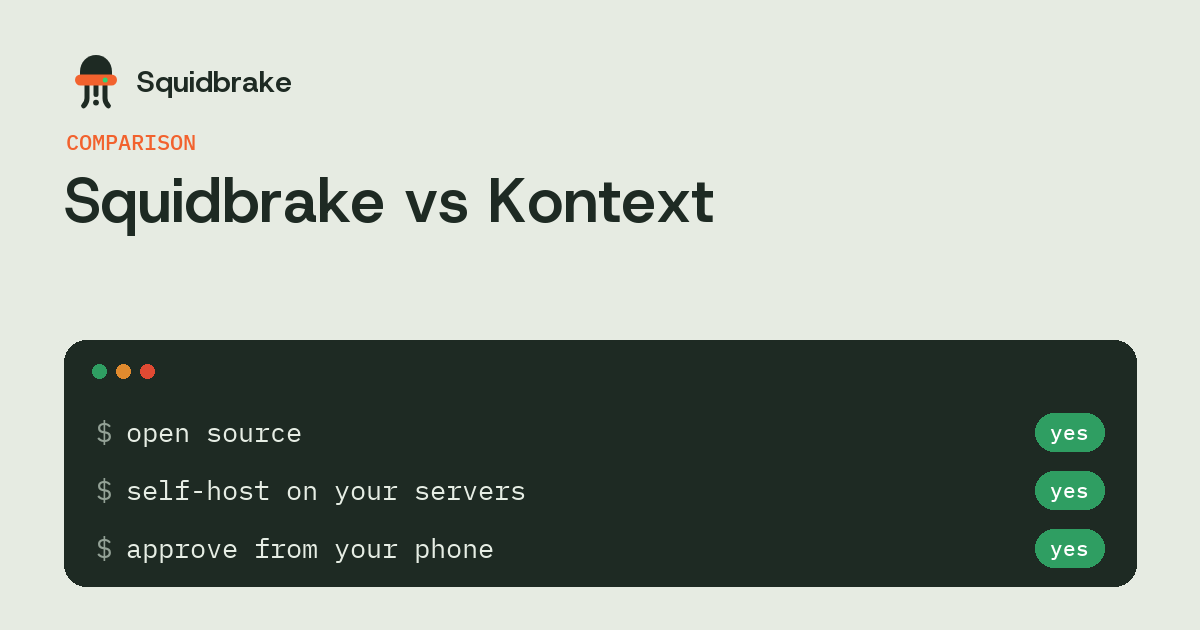 Squidbrake
COMPARISON
Squidbrake vs Kontext
$ open source yes
$ self-host on your servers yes
$ approve from your phone yes